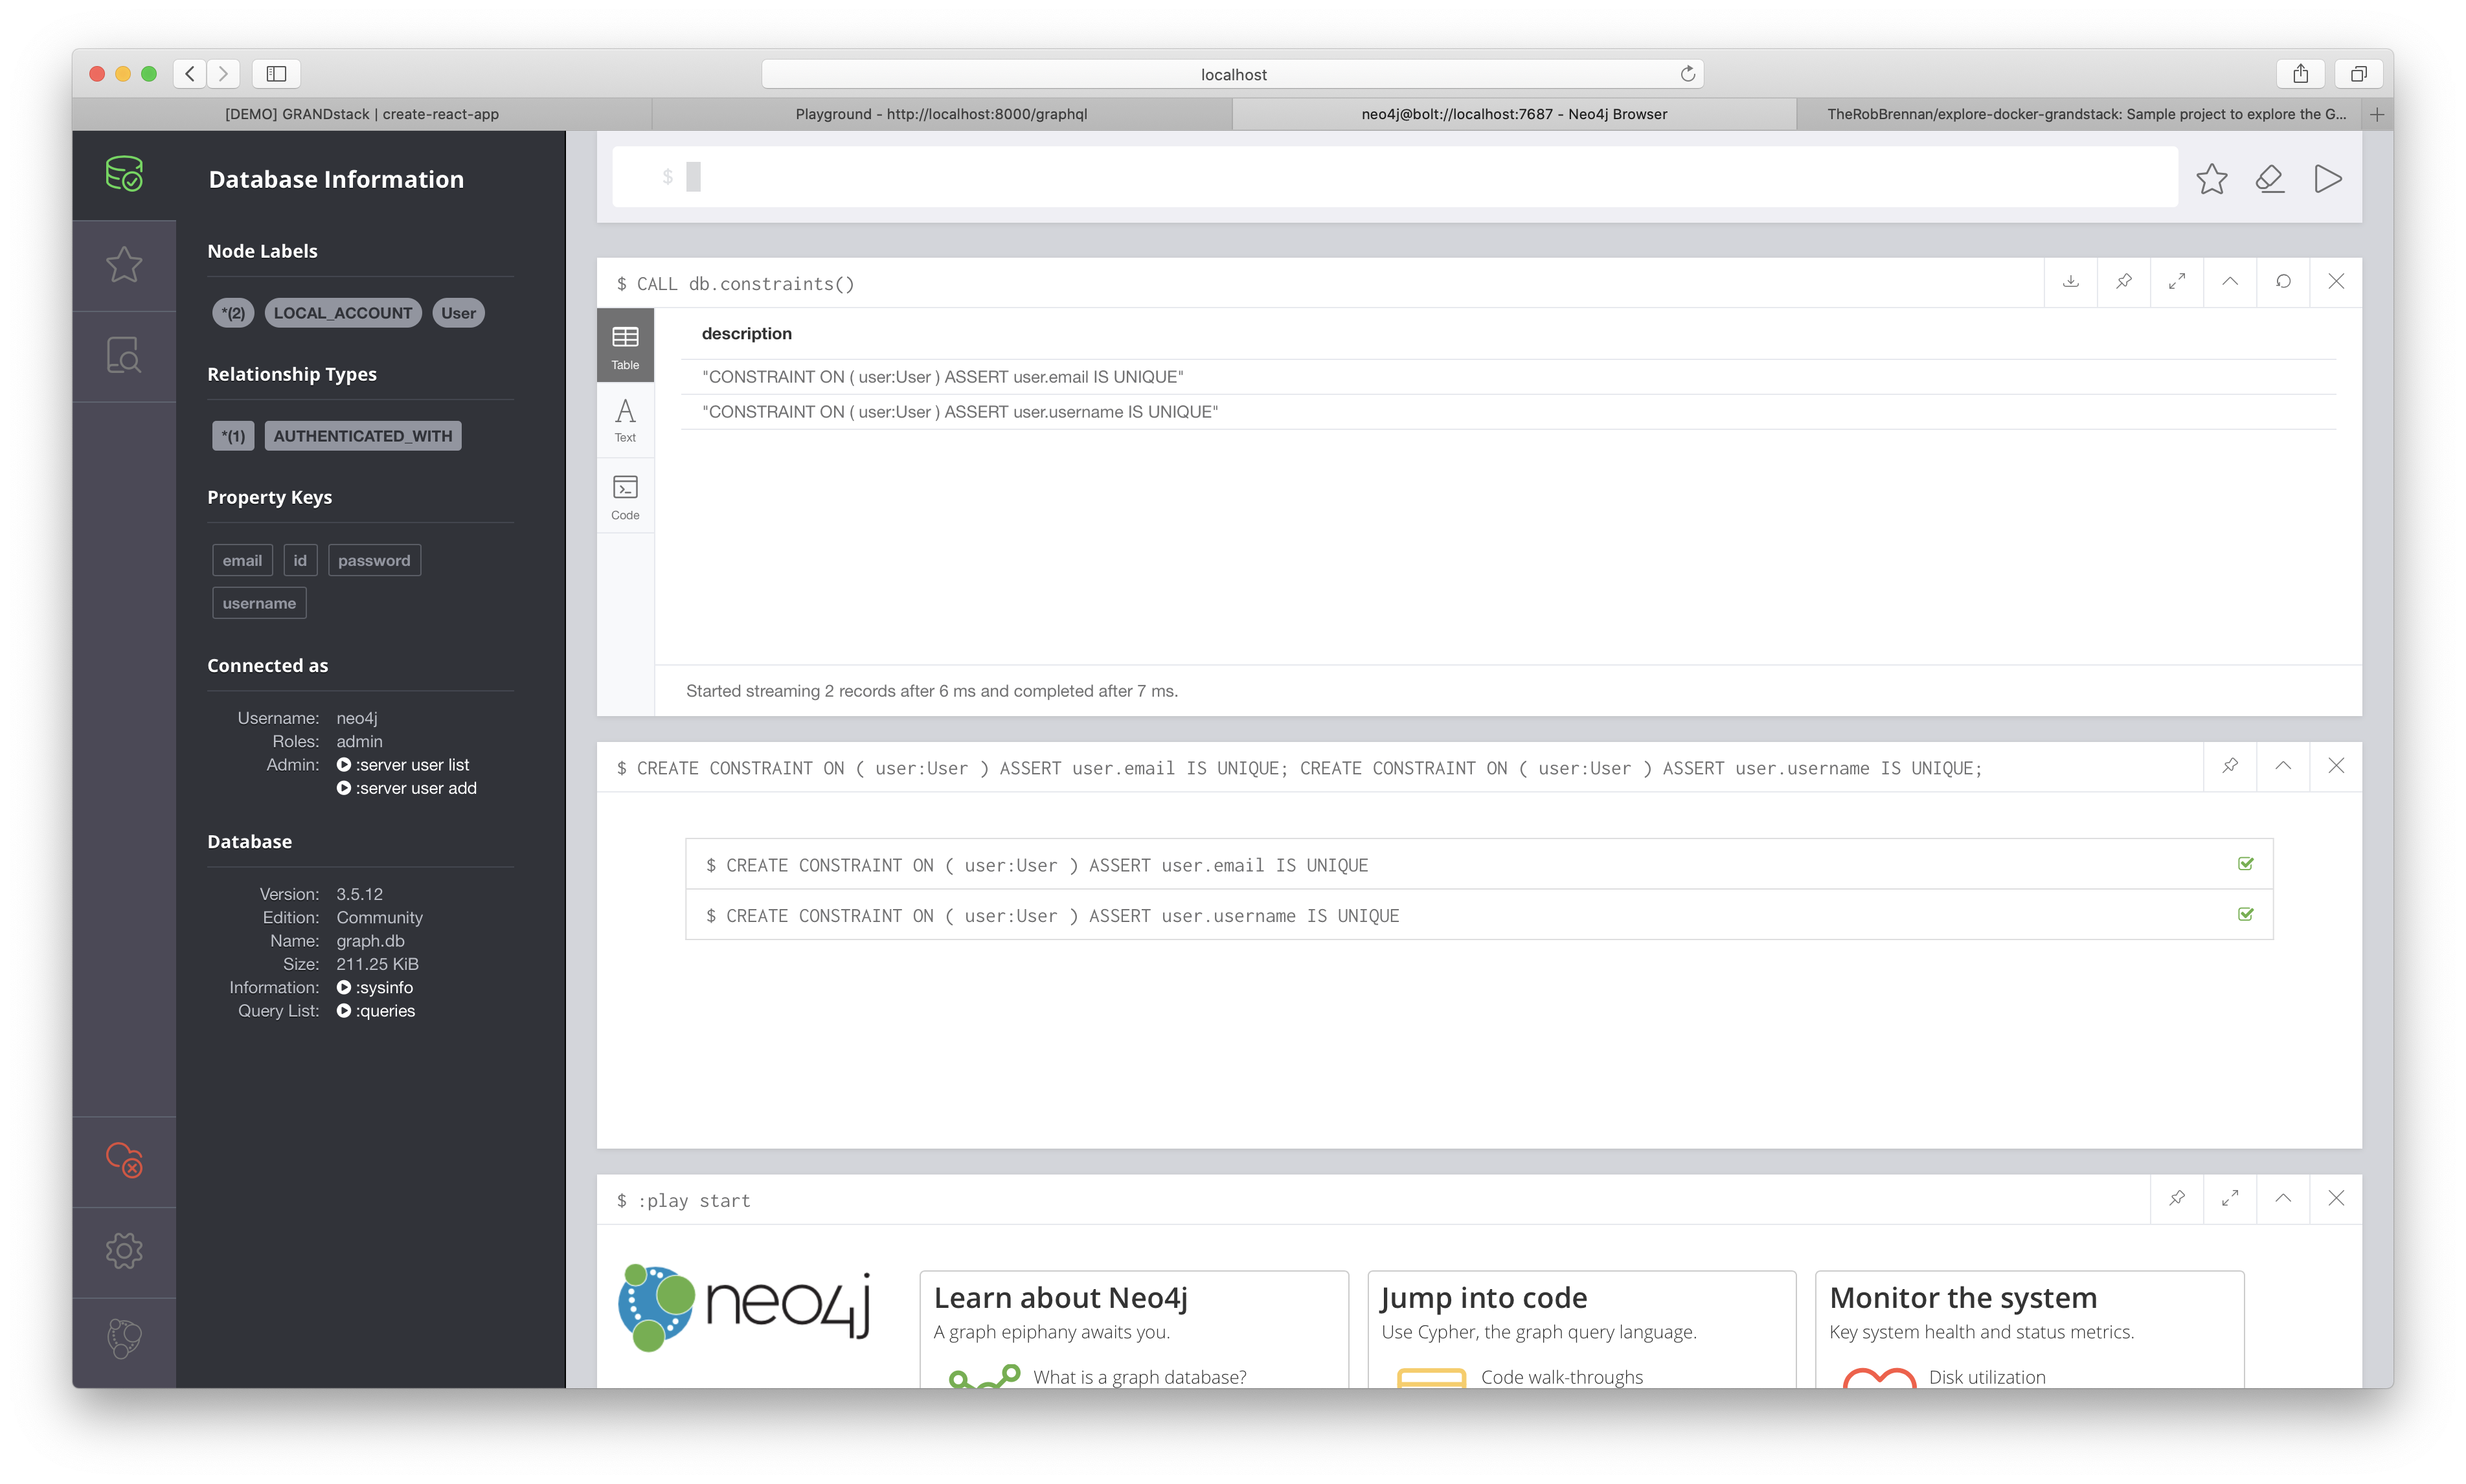 localhost
[DEMO] GRANDstack | create-react-app
Playground - http://localhost:8000/graphql
neo4j@bolt://localhost:7687 - Neo4j Browser
TheRobBrennan/explore-docker-grandstack: Sample project to explore the G...
Database Information
Node Labels
*(2) LOCAL_ACCOUNT User
Relationship Types
*(1) AUTHENTICATED_WITH
Property Keys
email id password
username
Connected as
Username: neo4j
Roles: admin
Admin: :server user list
:server user add
Database
Version: 3.5.12
Edition: Community
Name: graph.db
Size: 211.25 KiB
Information: :sysinfo
Query List: :queries
$
$ CALL db.constraints()
Table
Text
Code
description
"CONSTRAINT ON ( user:User ) ASSERT user.email IS UNIQUE"
"CONSTRAINT ON ( user:User ) ASSERT user.username IS UNIQUE"
Started streaming 2 records after 6 ms and completed after 7 ms.
$ CREATE CONSTRAINT ON ( user:User ) ASSERT user.email IS UNIQUE; CREATE CONSTRAINT ON ( user:User ) ASSERT user.username IS UNIQUE;
$ CREATE CONSTRAINT ON ( user:User ) ASSERT user.email IS UNIQUE
$ CREATE CONSTRAINT ON ( user:User ) ASSERT user.username IS UNIQUE
$ :play start
neo4j
Learn about Neo4j
A graph epiphany awaits you.
What is a graph database?
Jump into code
Use Cypher, the graph query language.
Code walk-throughs
Monitor the system
Key system health and status metrics.
Disk utilization